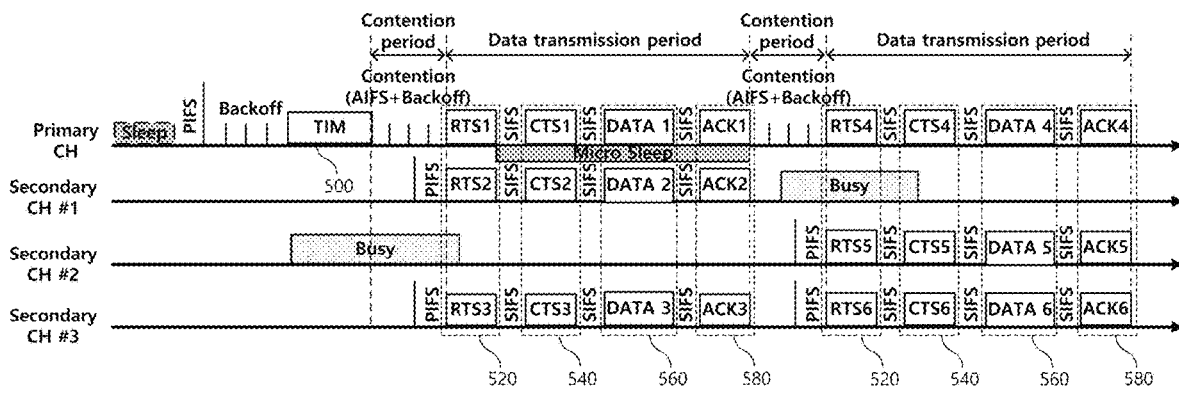 Contention period
Data transmission period
Contention period
Data transmission period
Contention (AIFS+Backoff)
Contention (AIFS+Backoff)
Primary CH
Sleep
PIFS
Backoff
TIM
RTS1 SIFS CTS1 SIFS DATA 1 SIFS ACK1
RTS4 SIFS CTS4 SIFS DATA 4 SIFS ACK4
500
Micro Sleep
Secondary CH #1
PIFS RTS2 SIFS CTS2 SIFS DATA 2 SIFS ACK2
Busy
Secondary CH #2
Busy
PIFS RTS5 SIFS CTS5 SIFS DATA 5 SIFS ACK5
Secondary CH #3
PIFS RTS3 SIFS CTS3 SIFS DATA 3 SIFS ACK3
PIFS RTS6 SIFS CTS6 SIFS DATA 6 SIFS ACK6
520 540 560 580
520 540 560 580